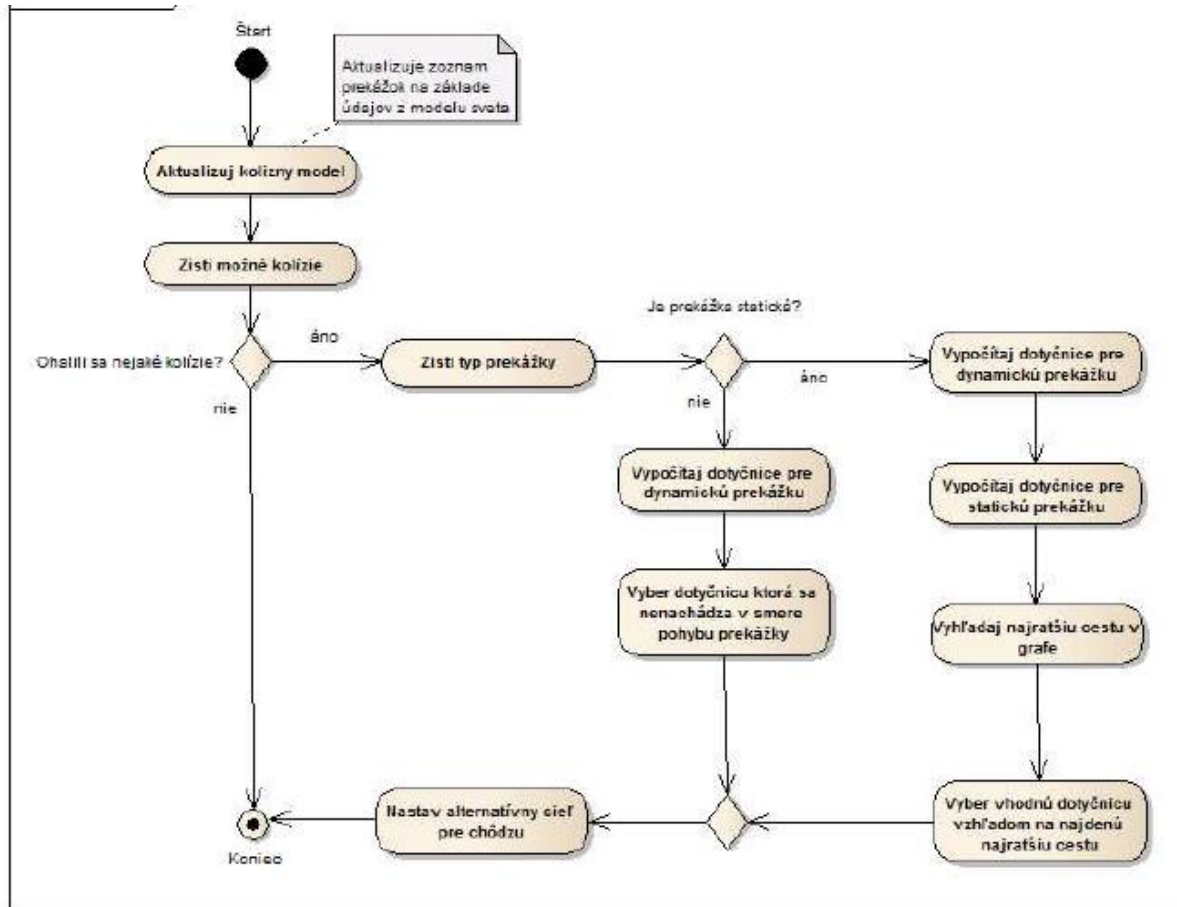 Štart
Aktualizuje zoznam
prekážok na základe
údajov z modelu sveta
Aktualizuj kolízny model
Zisti možné kolízie
Ohalili sa nejaké kolízie?
áno
nie
Zisti typ prekážky
Je prekážka statická?
áno
nie
Vypočítaj dotyčnice pre
dynamickú prekážku
Vypočítaj dotyčnice pre
dynamickú prekážku
Vypočítaj dotyčnice pre
statickú prekážku
Vyber dotyčnicu ktorá sa
nenachádza v smere
pohybu prekážky
Vyhľadaj najratšiu cestu v
grafe
Vyber vhodnú dotyčnicu
vzhľadom na najdenú
najratšiu cestu
Nastav alternatívny cieľ
pre chôdzu
Koniec